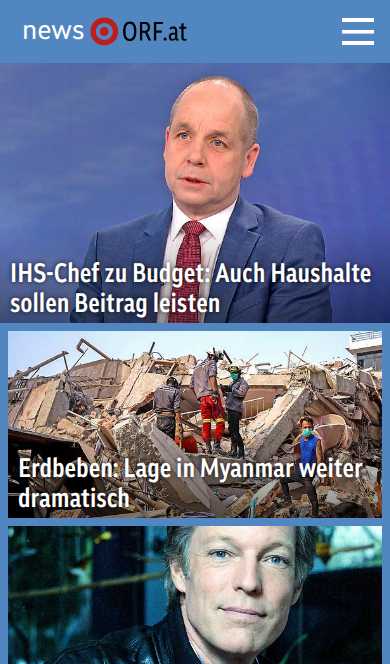 news ORF.at
IHS-Chef zu Budget: Auch Haushalte
sollen Beitrag leisten
Erdbeben: Lage in Myanmar weiter
dramatisch